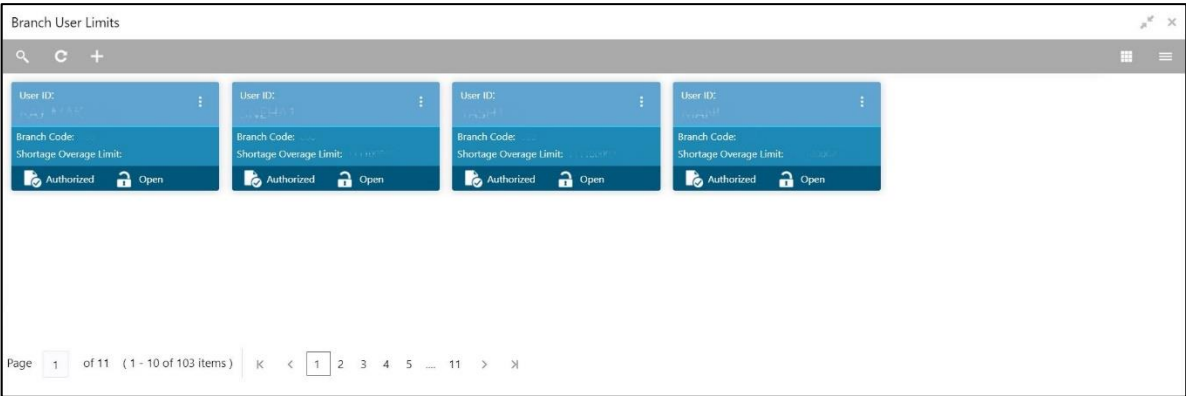 Branch User Limits
User ID: User ID: User ID: User ID:
Branch Code: Branch Code: Branch Code: Branch Code:
Shortage Overage Limit: Shortage Overage Limit: Shortage Overage Limit: Shortage Overage Limit:
Authorized Open Authorized Open Authorized Open Authorized Open
Page 1 of 11 ( 1 - 10 of 103 items ) 1 2 3 4 5 ... 11